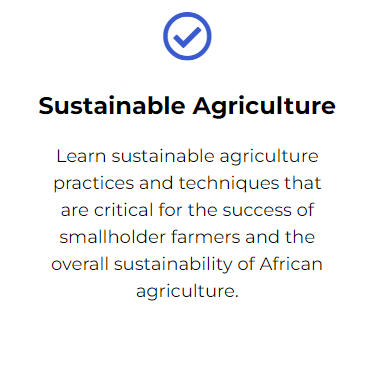 Sustainable Agriculture
Learn sustainable agriculture
practices and techniques that
are critical for the success of
smallholder farmers and the
overall sustainability of African
agriculture.